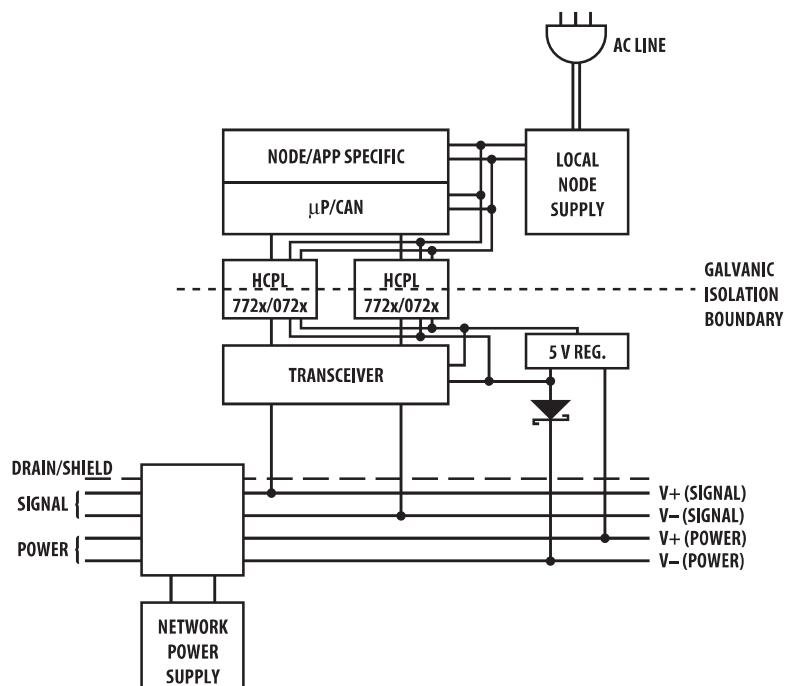 AC LINE
NODE/APP SPECIFIC
µP/CAN
LOCAL
NODE
SUPPLY
HCPL
772x/072x
HCPL
772x/072x
GALVANIC
ISOLATION
BOUNDARY
5 V REG.
TRANSCEIVER
DRAIN/SHIELD
SIGNAL
POWER
V+ (SIGNAL)
V– (SIGNAL)
V+ (POWER)
V– (POWER)
NETWORK
POWER
SUPPLY